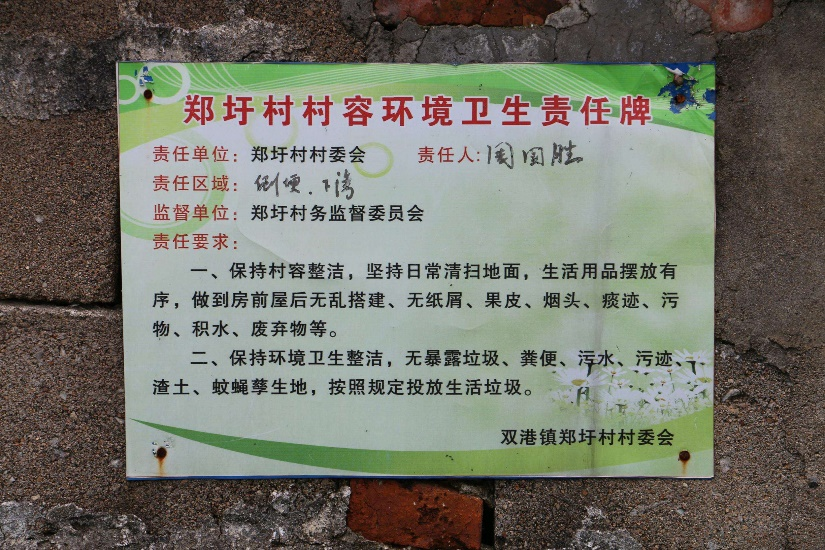 郑圩村村容环境卫生责任牌
责任单位：郑圩村村委会 责任人：周国胜
责任区域：
监督单位：郑圩村务监督委员会
责任要求：
一、保持村容整洁，坚持日常清扫地面，生活用品摆放有
序，做到房前屋后无乱搭建、无纸屑、果皮、烟头、痰迹、污
物、积水、废弃物等。
二、保持环境卫生整洁，无暴露垃圾、粪便、污水、污迹、
渣土、蚊蝇孳生地，按照规定投放生活垃圾。
双港镇郑圩村村委会